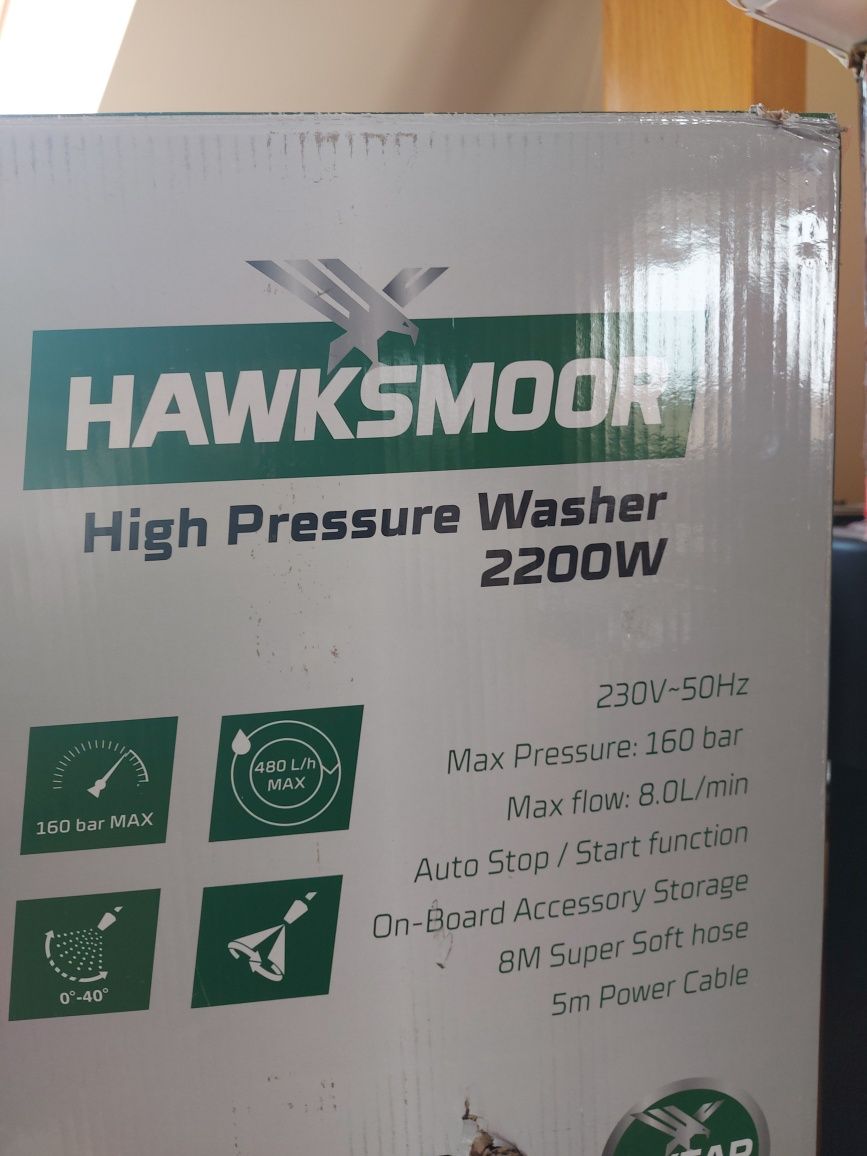 HAWKSMOOR
High Pressure Washer
2200W
230V~50Hz
Max Pressure: 160 bar
Max flow: 8.0L/min
Auto Stop / Start function
On-Board Accessory Storage
8M Super Soft hose
5m Power Cable
160 bar MAX
480 L/h
MAX
0°-40°